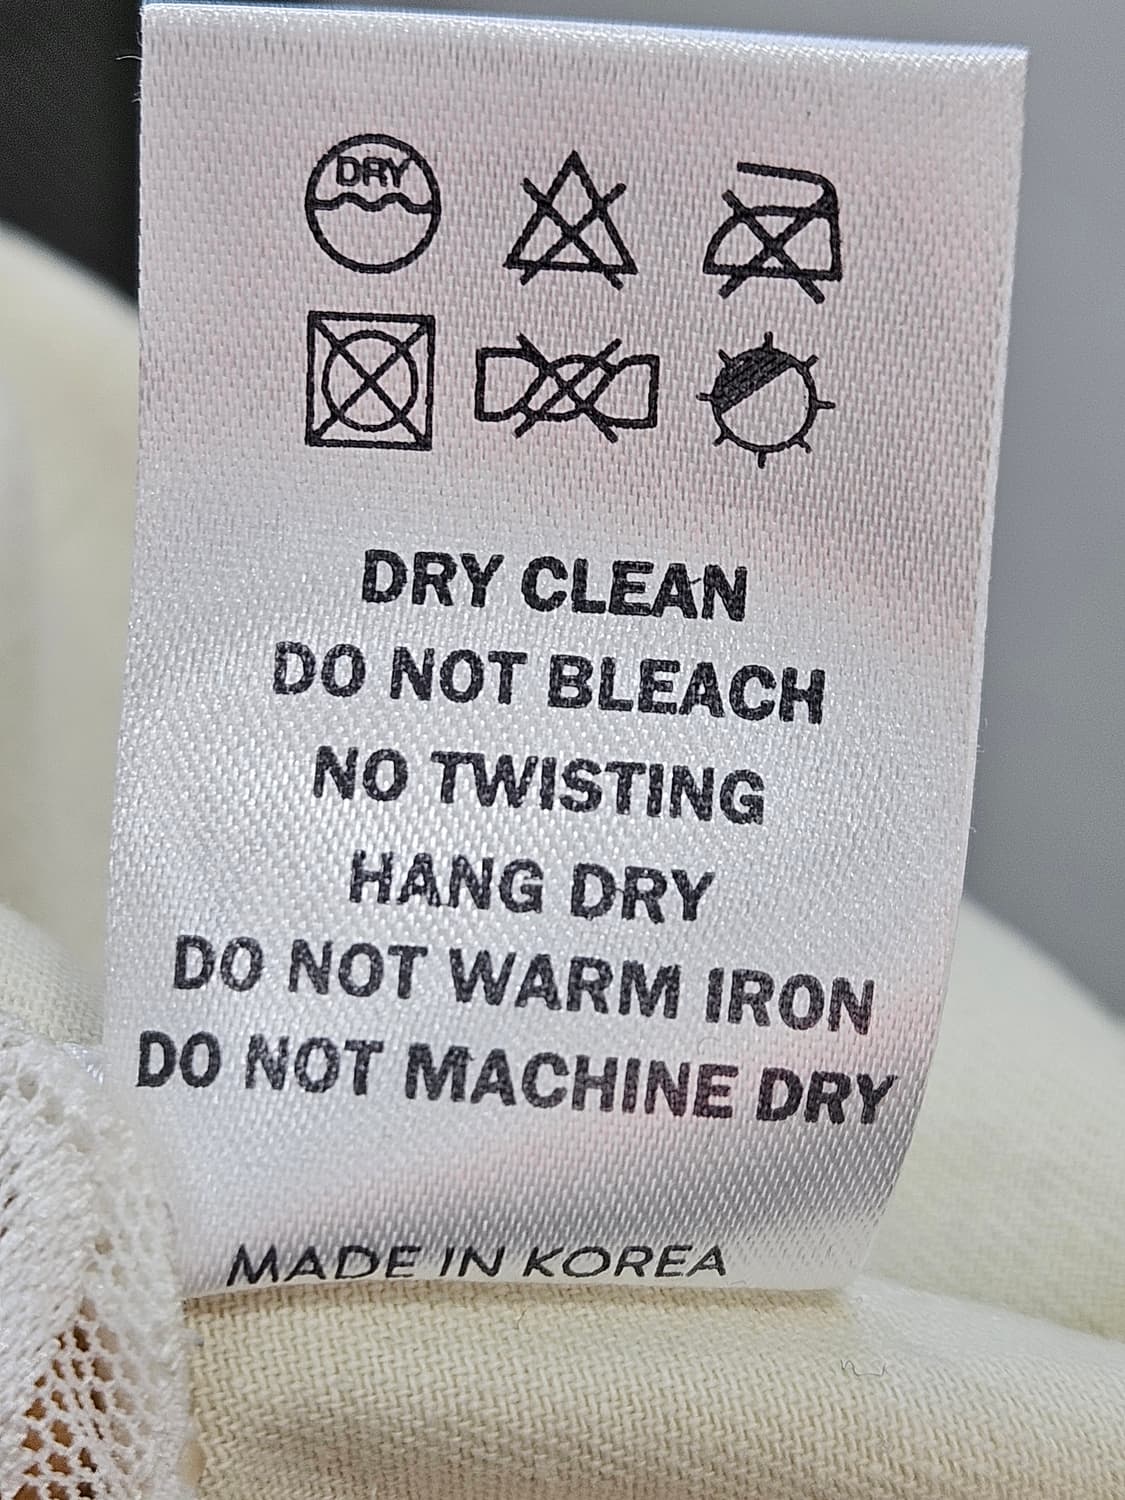 DRY
DRY CLEAN
DO NOT BLEACH
NO TWISTING
HANG DRY
DO NOT WARM IRON
DO NOT MACHINE DRY
MADE IN KOREA